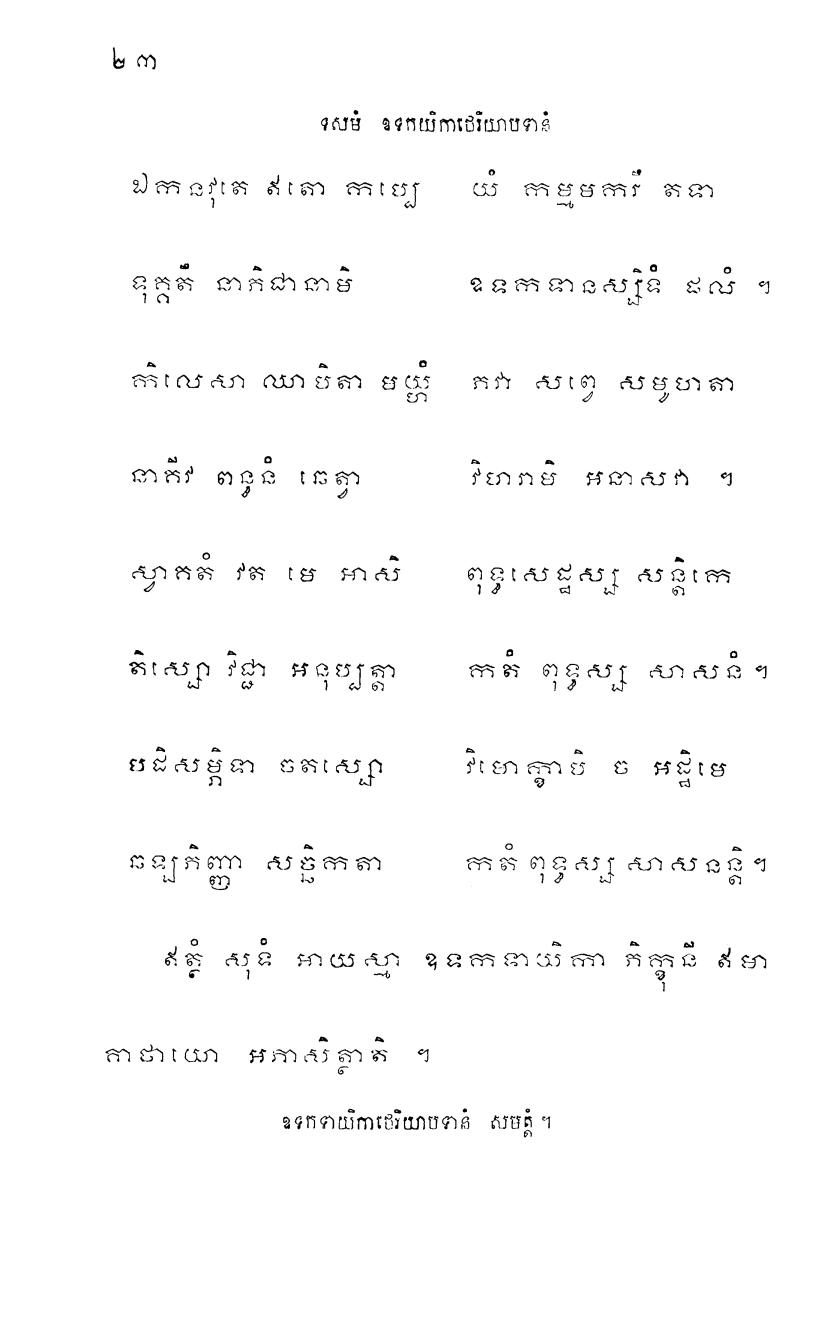 ២៣
ទសមំ ឧទកយិកាថេរិយាបទានំ
ឯកនវុតេ ឥតោ កប្បេ យំ កម្មមករឹ តទា
ទុគ្គតឹ នាភិជានាមិ ឧទកទានស្សិទំ ផលំ ។
កិលេសា ឈាបិតា មយ្ហំ ភវា សព្វេ សមូហតា
នាគីវ ពន្ធនំ ឆេត្វា វិហរាមិ អនាសវា ។
ស្វាគតំ វត មេ អាសិ ពុទ្ធសេដ្ឋស្ស សន្តិកេ
តិស្សោ វិជ្ជា អនុប្បត្តា កតំ ពុទ្ធស្ស សាសនំ។
បដិសម្ភិទា ចតស្សោ វិមោក្ខាបិ ច អដ្ឋិមេ
ឆឡភិញ្ញា សច្ឆិកតា កតំ ពុទ្ធស្ស សាសនន្តិ។
ឥត្ថំ សុទំ អាយស្មា ឧទកទាយិកា ភិក្ខុនី ឥមា
គាថាយោ អភាសិត្ថាតិ ។
ឧទកទាយិកាថេរិយាបទានំ សមត្តំ។